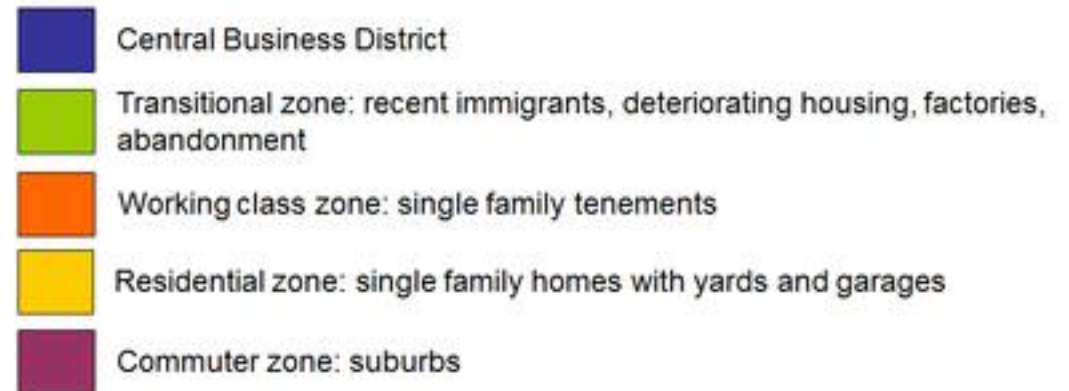 Central Business District
Transitional zone: recent immigrants, deteriorating housing, factories,
abandonment
Working class zone: single family tenements
Residential zone: single family homes with yards and garages
Commuter zone: suburbs